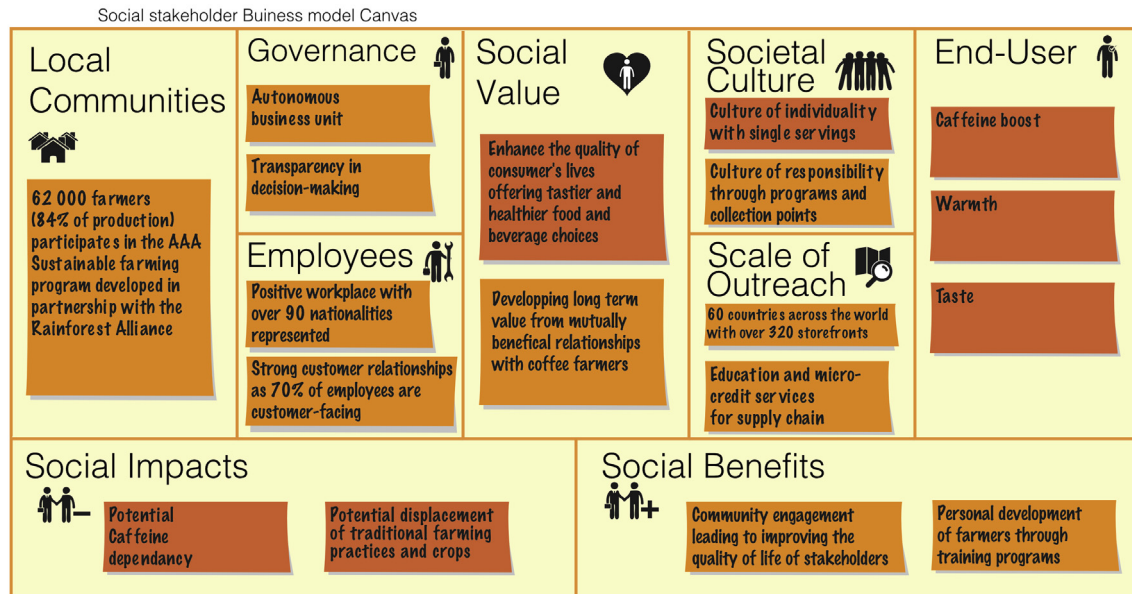 Social stakeholder Buiness model Canvas
Local
Communities
62 000 farmers
(84% of production)
participates in the AAA
Sustainable farming
program developed in
partnership with the
Rainforest Alliance
Governance
Autonomous
business unit
Transparency in
decision-making
Employees
Positive workplace with
over 90 nationalities
represented
Strong customer relationships
as 70% of employees are
customer-facing
Social
Value
Enhance the quality of
consumer's lives
offering tastier and
healthier food and
beverage choices
Developping long term
value from mutually
benefical relationships
with coffee farmers
Societal
Culture
Culture of individuality
with single servings
Culture of responsibility
through programs and
collection points
Scale of
Outreach
60 countries across the world
with over 320 storefronts
Education and micro-
credit services
for supply chain
End-User
Caffeine boost
Warmth
Taste
Social Impacts
Potential
Caffeine
dependancy
Potential displacement
of traditional farming
practices and crops
Social Benefits
Community engagement
leading to improving the
quality of life of stakeholders
Personal development
of farmers through
training programs